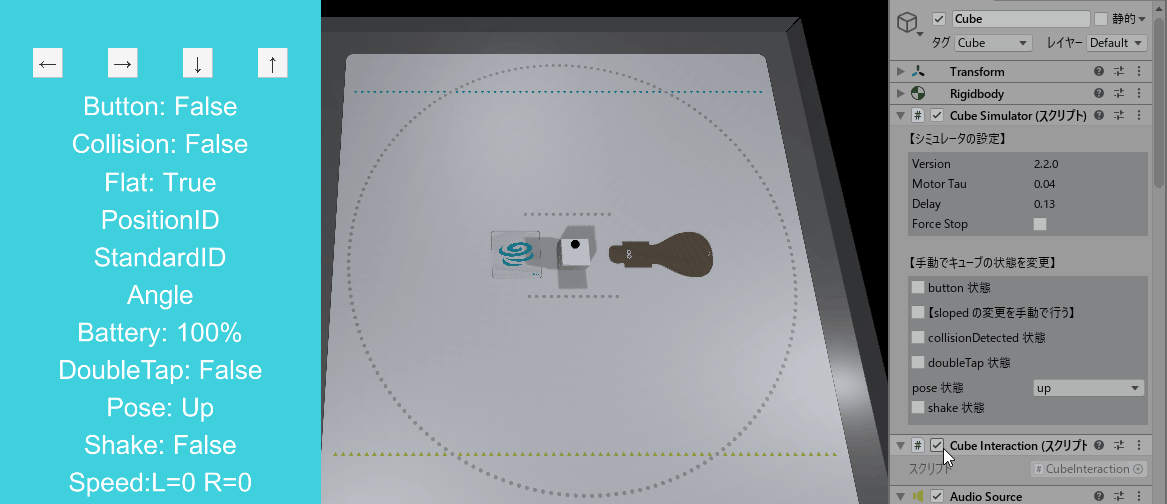 ← → ↓ ↑
Button: False
Collision: False
Flat: True
PositionID
StandardID
Angle
Battery: 100%
DoubleTap: False
Pose: Up
Shake: False
Speed:L=0 R=0
Cube 静的
タグ Cube レイヤー Default
Transform
Rigidbody
# Cube Simulator (スクリプト)
【シミュレータの設定】
Version 2.2.0
Motor Tau 0.04
Delay 0.13
Force Stop
【手動でキューブの状態を変更】
button 状態
【sloped の変更を手動で行う】
collisionDetected 状態
doubleTap 状態
pose 状態 up
shake 状態
# Cube Interaction (スクリプト
スクリプト # CubeInteraction
Audio Source